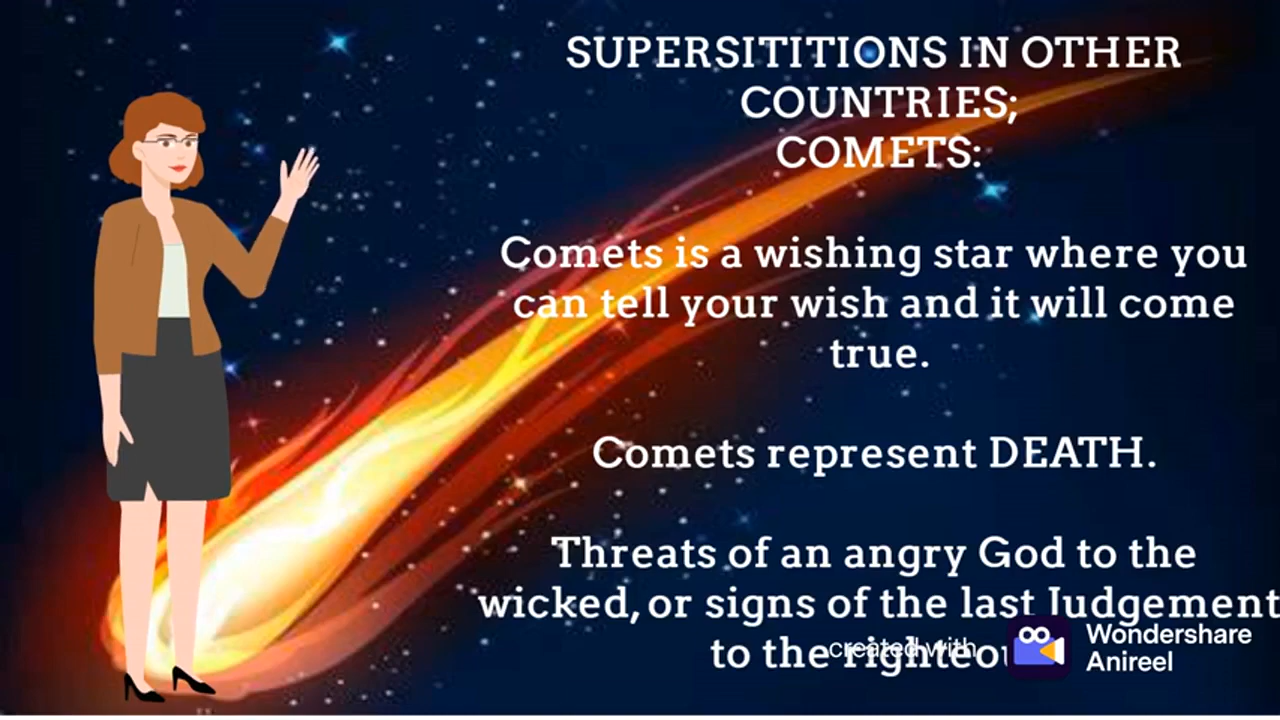 SUPERSITITIONS IN OTHER
COUNTRIES;
COMETS:
Comets is a wishing star where you
can tell your wish and it will come
true.
Comets represent DEATH.
Threats of an angry God to the
wicked, or signs of the last Judgement
to the
created with
Wondershare
Anireel